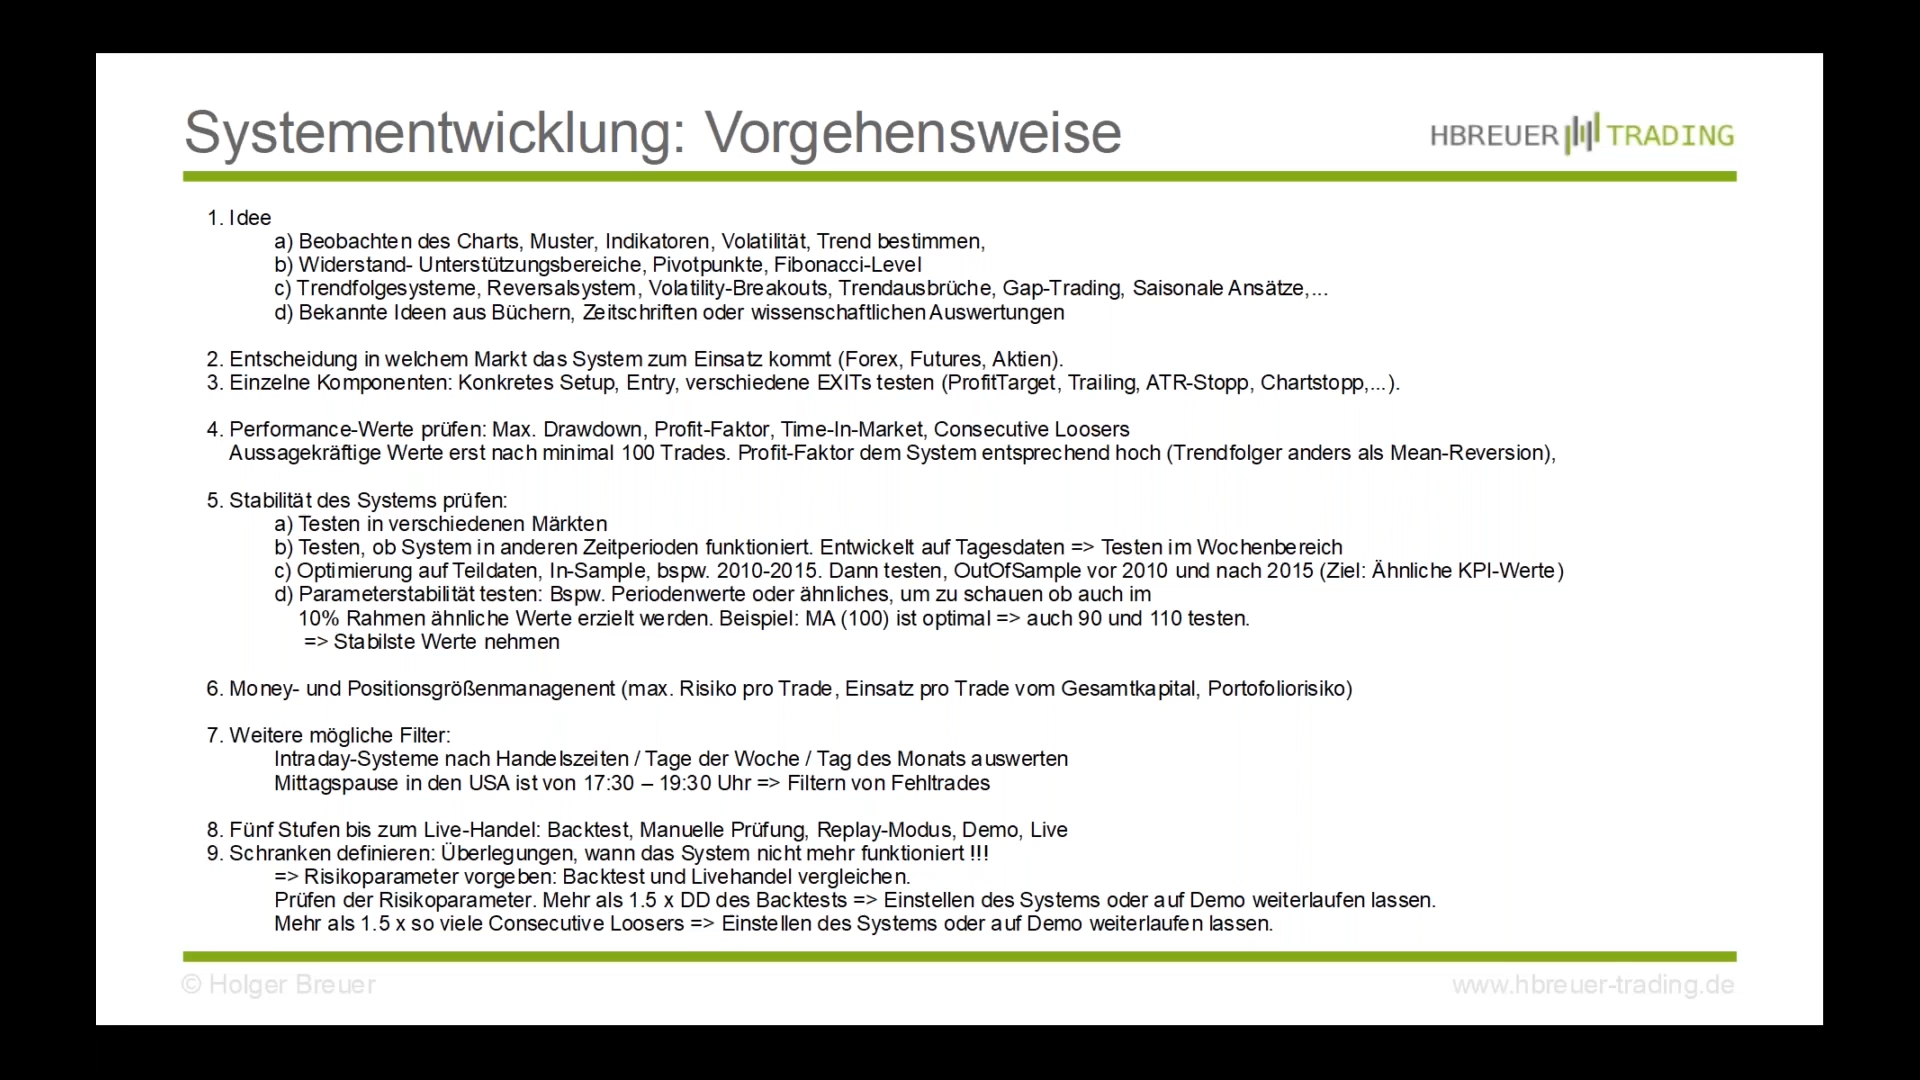 Systementwicklung: Vorgehensweise
HBREUER TRADING
1. Idee
a) Beobachten des Charts, Muster, Indikatoren, Volatilität, Trend bestimmen,
b) Widerstand- Unterstützungsbereiche, Pivotpunkte, Fibonacci-Level
c) Trendfolgesysteme, Reversalsystem, Volatility-Breakouts, Trendausbrüche, Gap-Trading, Saisonale Ansätze,...
d) Bekannte Ideen aus Büchern, Zeitschriften oder wissenschaftlichen Auswertungen
2. Entscheidung in welchem Markt das System zum Einsatz kommt (Forex, Futures, Aktien).
3. Einzelne Komponenten: Konkretes Setup, Entry, verschiedene EXITs testen (ProfitTarget, Trailing, ATR-Stopp, Chartstopp,...).
4. Performance-Werte prüfen: Max. Drawdown, Profit-Faktor, Time-In-Market, Consecutive Loosers
Aussagekräftige Werte erst nach minimal 100 Trades. Profit-Faktor dem System entsprechend hoch (Trendfolger anders als Mean-Reversion),
5. Stabilität des Systems prüfen:
a) Testen in verschiedenen Märkten
b) Testen, ob System in anderen Zeitperioden funktioniert. Entwickelt auf Tagesdaten => Testen im Wochenbereich
c) Optimierung auf Teildaten, In-Sample, bspw. 2010-2015. Dann testen, OutOfSample vor 2010 und nach 2015 (Ziel: Ähnliche KPI-Werte)
d) Parameterstabilität testen: Bspw. Periodenwerte oder ähnliches, um zu schauen ob auch im
10% Rahmen ähnliche Werte erzielt werden. Beispiel: MA (100) ist optimal => auch 90 und 110 testen.
=> Stabilste Werte nehmen
6. Money- und Positionsgrößenmanagenent (max. Risiko pro Trade, Einsatz pro Trade vom Gesamtkapital, Portofoliorisiko)
7. Weitere mögliche Filter:
Intraday-Systeme nach Handelszeiten / Tage der Woche / Tag des Monats auswerten
Mittagspause in den USA ist von 17:30 – 19:30 Uhr => Filtern von Fehltrades
8. Fünf Stufen bis zum Live-Handel: Backtest, Manuelle Prüfung, Replay-Modus, Demo, Live
9. Schranken definieren: Überlegungen, wann das System nicht mehr funktioniert !!!
=> Risikoparameter vorgeben: Backtest und Livehandel vergleichen.
Prüfen der Risikoparameter. Mehr als 1.5 x DD des Backtests => Einstellen des Systems oder auf Demo weiterlaufen lassen.
Mehr als 1.5 x so viele Consecutive Loosers => Einstellen des Systems oder auf Demo weiterlaufen lassen.
© Holger Breuer
www.hbreuer-trading.de